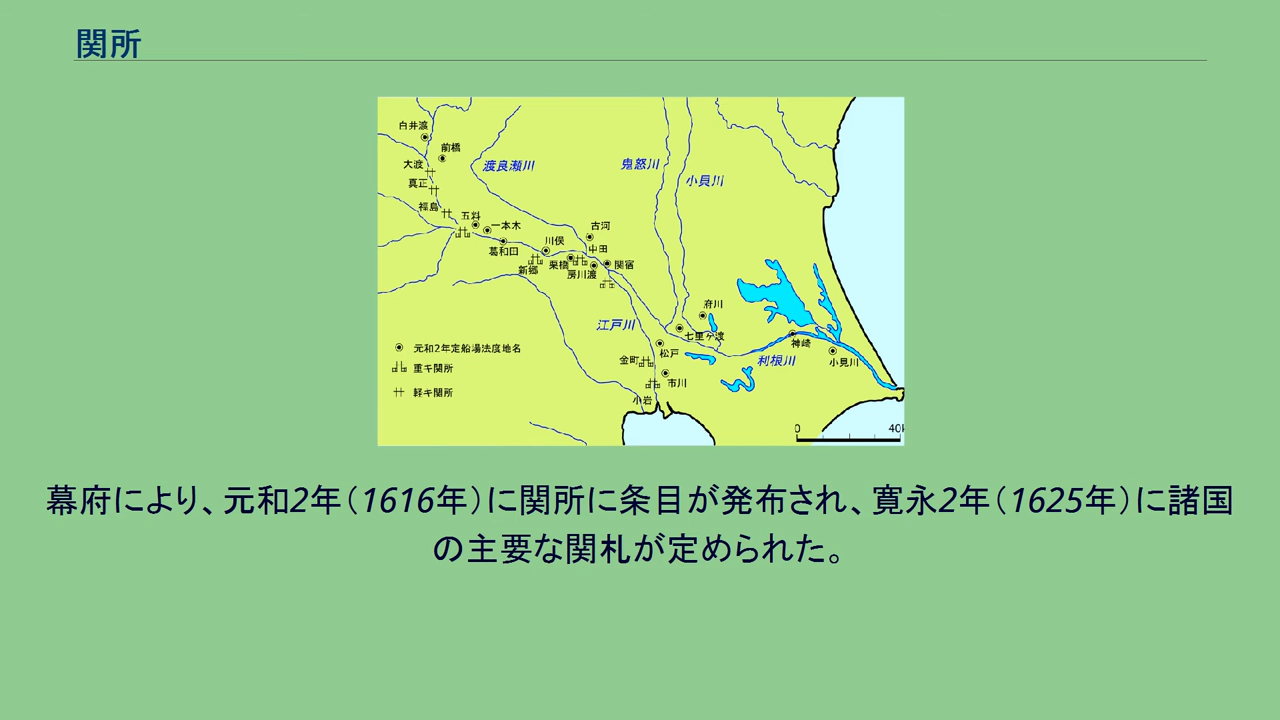 関所
白井渡
前橋
大渡
渡良瀬川
鬼怒川
真正
小貝川
福島
五料
一本木
古河
川俣
中田
葛和田
新郷
栗橋
関宿
房川渡
府川
江戸川
七里ヶ渡
元和2年定船場法度地名
松戸
神崎
金町
利根川
小見川
重キ関所
市川
軽キ関所
小岩
0
40k
幕府により、元和2年(1616年)に関所に条目が発布され、寛永2年(1625年)に諸国
の主要な関札が定められた。